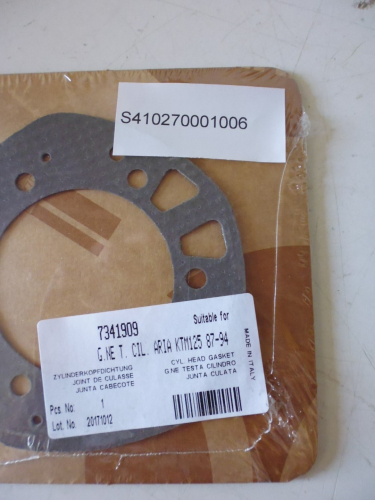 S410270001006
7341909
Suitable for
G.NE T. CIL. ARIA KTM125 87-94
ZYLINDERKOPFDICHTUNG
JOINT DE CULASSE
JUNTA CABECOTE
CYL. HEAD GASKET
G.NE TESTA CILINDRO
JUNTA CULATA
MADE IN ITALY
Pcs. No: 1
Lot. No: 20171012